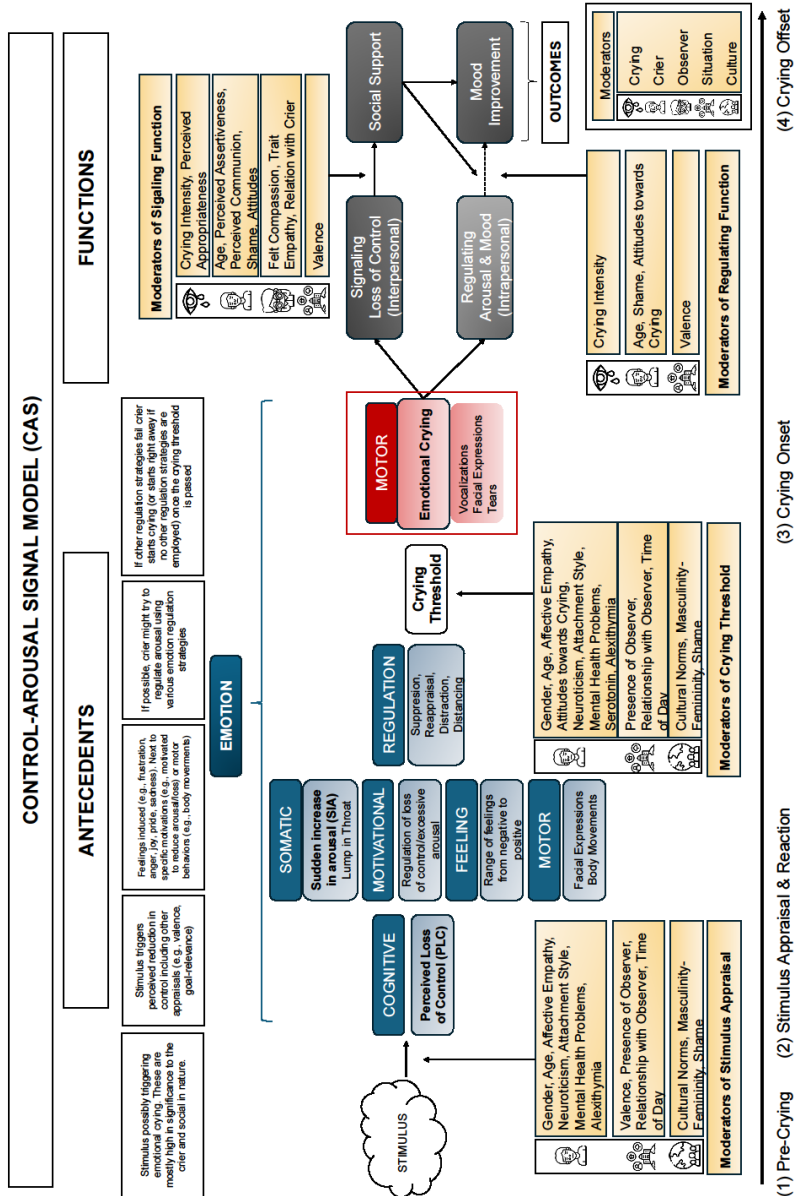 CONTROL-AROUSAL SIGNAL MODEL (CAS)
ANTECEDENTS
FUNCTIONS
Stimulus possibly triggering
emotional crying. These are
mostly high in significance to the
crier and social in nature.
Stimulus triggers
perceived reduction in
control including other
appraisals (e.g., valence,
goal-relevance)
Feelings induced (e.g., frustration,
anger, joy, pride, sadness). Next to
specific motivations (e.g., motivated
to reduce arousal/loss) or motor
behaviors (e.g., body movements)
If possible, crier might try to
regulate arousal using
various emotion regulation
strategies
If other regulation strategies fail crier
starts crying (or starts right away if
no other regulation strategies are
employed) once the crying threshold
is passed
EMOTION
STIMULUS
COGNITIVE
Perceived Loss
of Control (PLC)
SOMATIC
Sudden increase
in arousal (SIA)
Lump in Throat
MOTIVATIONAL
Regulation of loss
of control/excessive
arousal
FEELING
Range of feelings
from negative to
positive
MOTOR
Facial Expressions
Body Movements
REGULATION
Suppresion,
Reappraisal,
Distraction,
Distancing
Crying
Threshold
MOTOR
Emotional Crying
Vocalizations
Facial Expressions
Tears
Moderators of Sigaling Function
Crying Intensity, Perceived
Appropriateness
Age, Perceived Assertiveness,
Perceived Communion,
Shame, Attitudes
Felt Compassion, Trait
Empathy, Relation with Crier
Valence
Signaling
Loss of Control
(Interpersonal)
Social Support
Regulating
Arousal & Mood
(Intrapersonal)
Mood
Improvement
OUTCOMES
Gender, Age, Affective Empathy,
Neuroticism, Attachment Style,
Mental Health Problems,
Alexithymia
Valence, Presence of Observer,
Relationship with Observer, Time
of Day
Cultural Norms, Masculinity-
Femininity, Shame
Moderators of Stimulus Appraisal
Gender, Age, Affective Empathy,
Attitudes towards Crying,
Neuroticism, Attachment Style,
Mental Health Problems,
Serotonin, Alexithymia
Presence of Observer,
Relationship with Observer, Time
of Day
Cultural Norms, Masculinity-
Femininity, Shame
Moderators of Crying Threshold
Crying Intensity
Age, Shame, Attitudes towards
Crying
Valence
Moderators of Regulating Function
Moderators
Crying
Crier
Observer
Situation
Culture
(1) Pre-Crying
(2) Stimulus Appraisal & Reaction
(3) Crying Onset
(4) Crying Offset